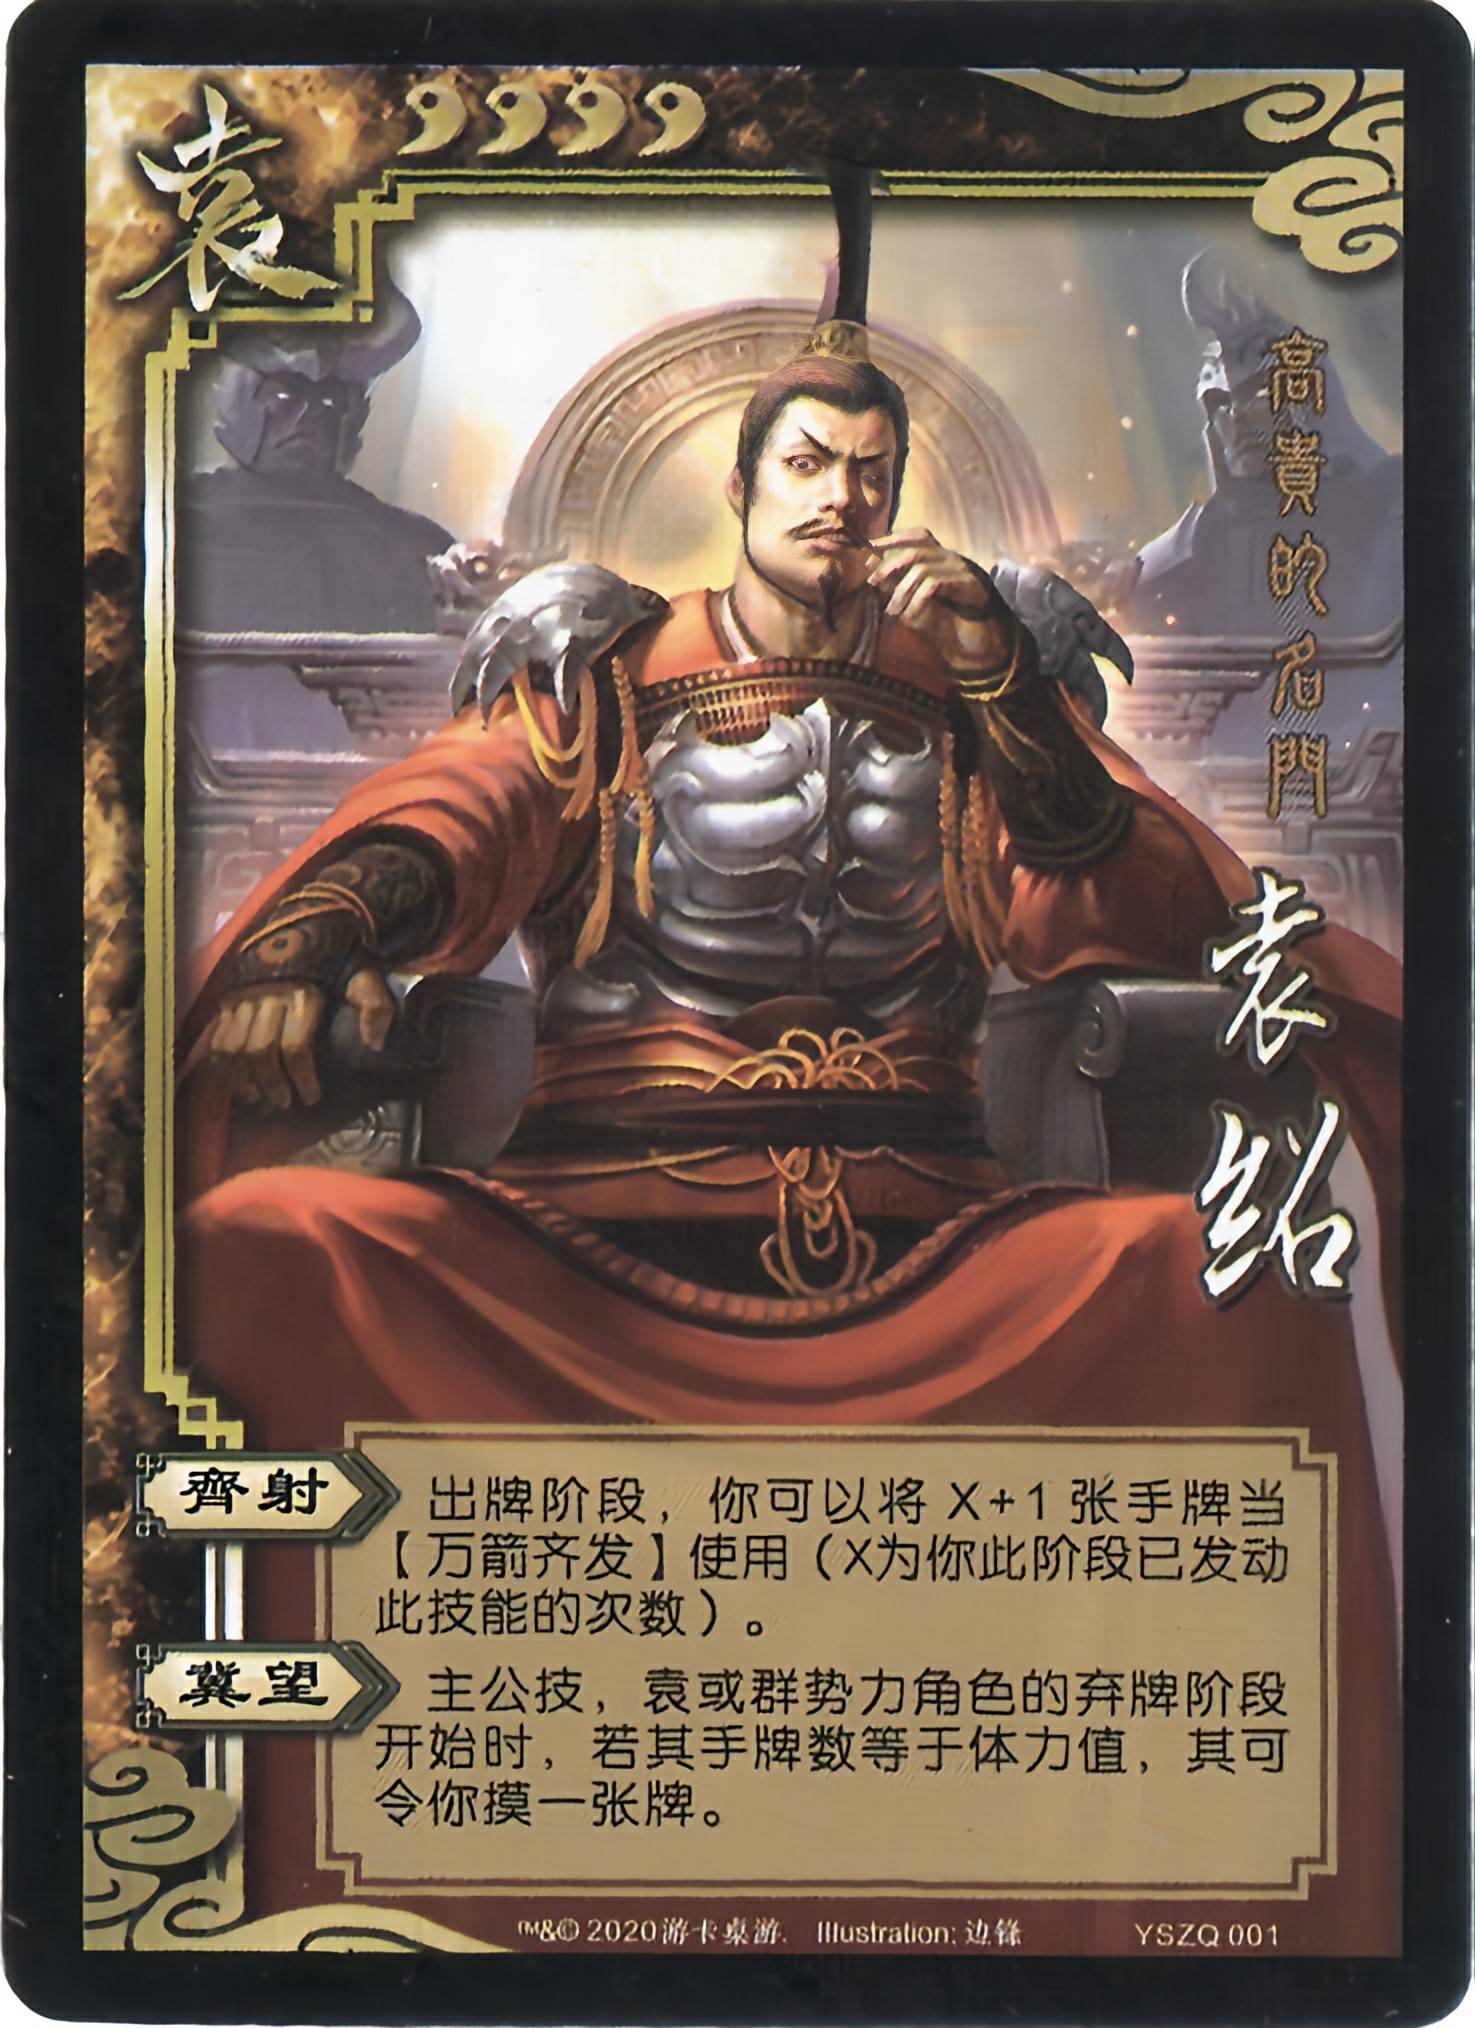 袁
高貴的名門
袁绍
齊射
出牌阶段，你可以将X+1张手牌当
【万箭齐发】使用（X为你此阶段已发动
此技能的次数）。
冀望
主公技，袁或群势力角色的弃牌阶段
开始时，若其手牌数等于体力值，其可
令你摸一张牌。
™&© 2020游卡桌游. Illustration: 边锋
YSZQ 001